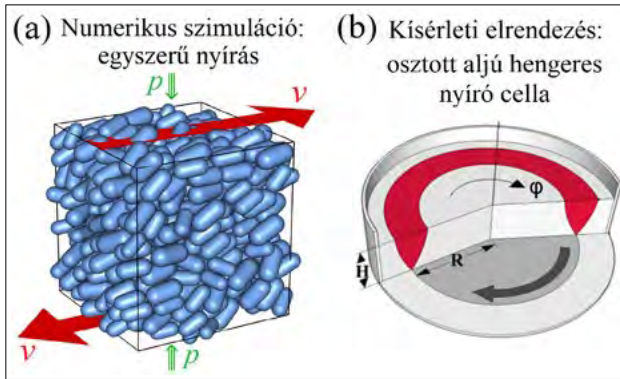 (a) Numerikus szimuláció:
egyszerű nyírás
p
v
v
p
(b) Kísérleti elrendezés:
osztott aljú hengeres
nyíró cella
φ
H
R